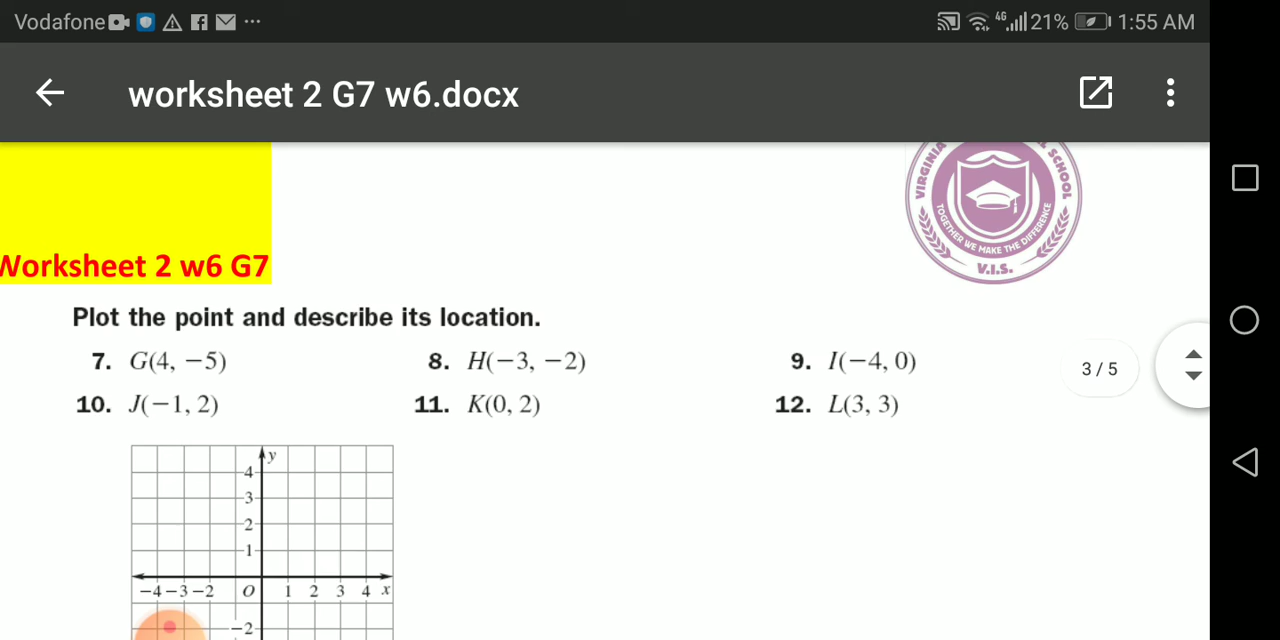 Vodafone 4G 21% 1:55 AM
worksheet 2 G7 w6.docx
VIRGINIA SCHOOL
TOGETHER WE MAKE THE DIFFERENCE
V.I.S.
Worksheet 2 w6 G7
Plot the point and describe its location.
7. G(4, −5) 8. H(−3, −2) 9. I(−4, 0)
3 / 5
10. J(−1, 2) 11. K(0, 2) 12. L(3, 3)
y
4
3
2
1
−4 −3 −2 O 1 2 3 4 x
−2